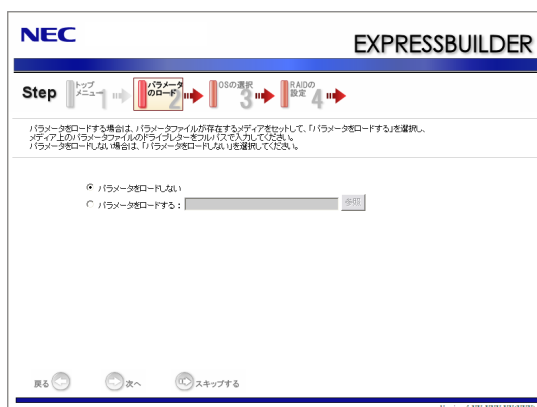 NEC
EXPRESSBUILDER
Step
トップ
メニュー 1
パラメータ
のロード 2
OSの選択
3
RAIDの
設定 4
パラメータをロードする場合は、パラメータファイルが存在するメディアをセットして、「パラメータをロードする」を選択し、
メディア上のパラメータファイルのドライブレターをフルパスで入力してください。
パラメータをロードしない場合は、「パラメータをロードしない」を選択してください。
パラメータをロードしない
パラメータをロードする：
参照
戻る
次へ
スキップする